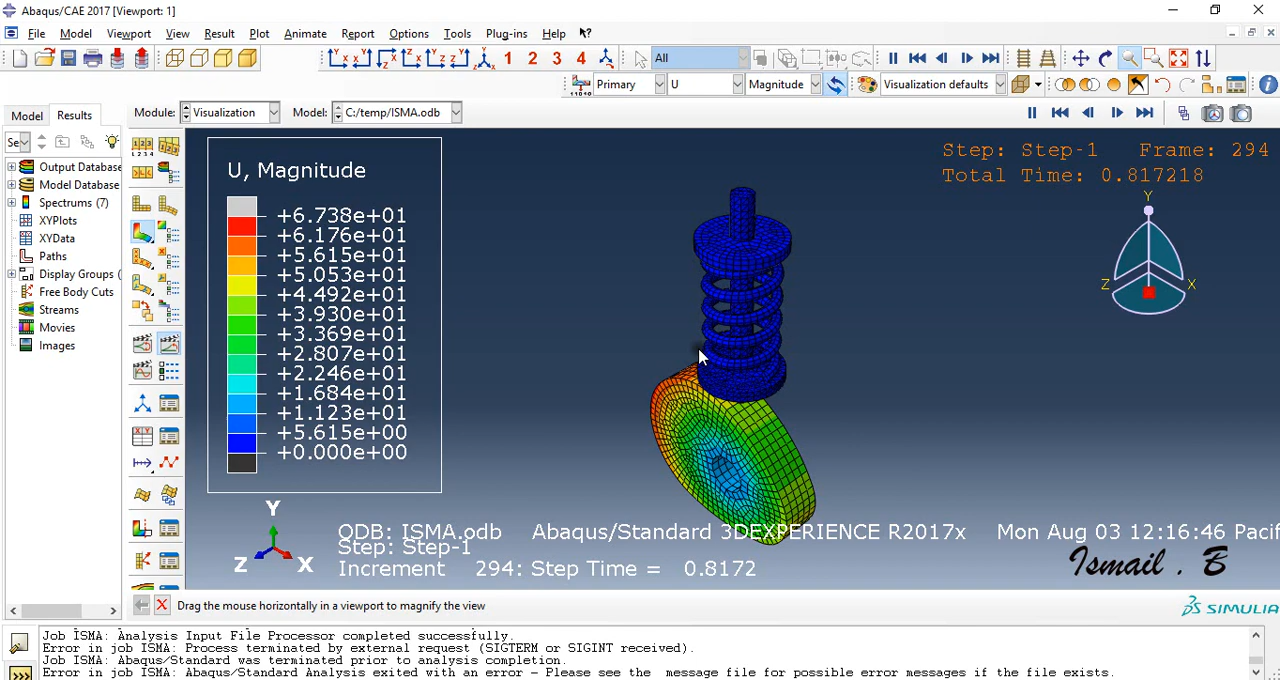 Abaqus/CAE 2017 [Viewport: 1]
File Model Viewport View Result Plot Animate Report Options Tools Plug-ins Help
1 2 3 4 All
Primary U Magnitude Visualization defaults
Model Results Module: Visualization Model: C:/temp/ISMA.odb
Se
Output Database
Model Database
Spectrums (7)
XYPlots
XYData
Paths
Display Groups (
Free Body Cuts
Streams
Movies
Images
U, Magnitude
+6.738e+01
+6.176e+01
+5.615e+01
+5.053e+01
+4.492e+01
+3.930e+01
+3.369e+01
+2.807e+01
+2.246e+01
+1.684e+01
+1.123e+01
+5.615e+00
+0.000e+00
Step: Step-1 Frame: 294
Total Time: 0.817218
Y
Z X
Y
Z X
ODB: ISMA.odb Abaqus/Standard 3DEXPERIENCE R2017x Mon Aug 03 12:16:46 Pacif
Step: Step-1
Increment 294: Step Time = 0.8172
Ismail . B
Drag the mouse horizontally in a viewport to magnify the view
SIMULIA
Job ISMA: Analysis Input File Processor completed successfully.
Error in job ISMA: Process terminated by external request (SIGTERM or SIGINT received).
Job ISMA: Abaqus/Standard was terminated prior to analysis completion.
Error in job ISMA: Abaqus/Standard Analysis exited with an error - Please see the message file for possible error messages if the file exists.
>>>